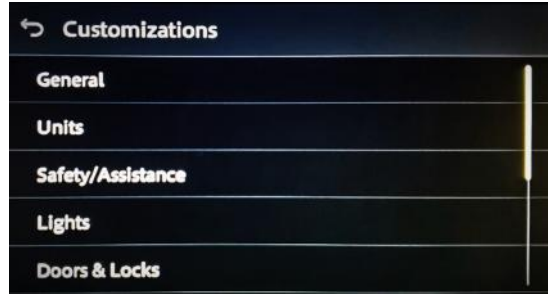 Customizations
General
Units
Safety/Assistance
Lights
Doors & Locks